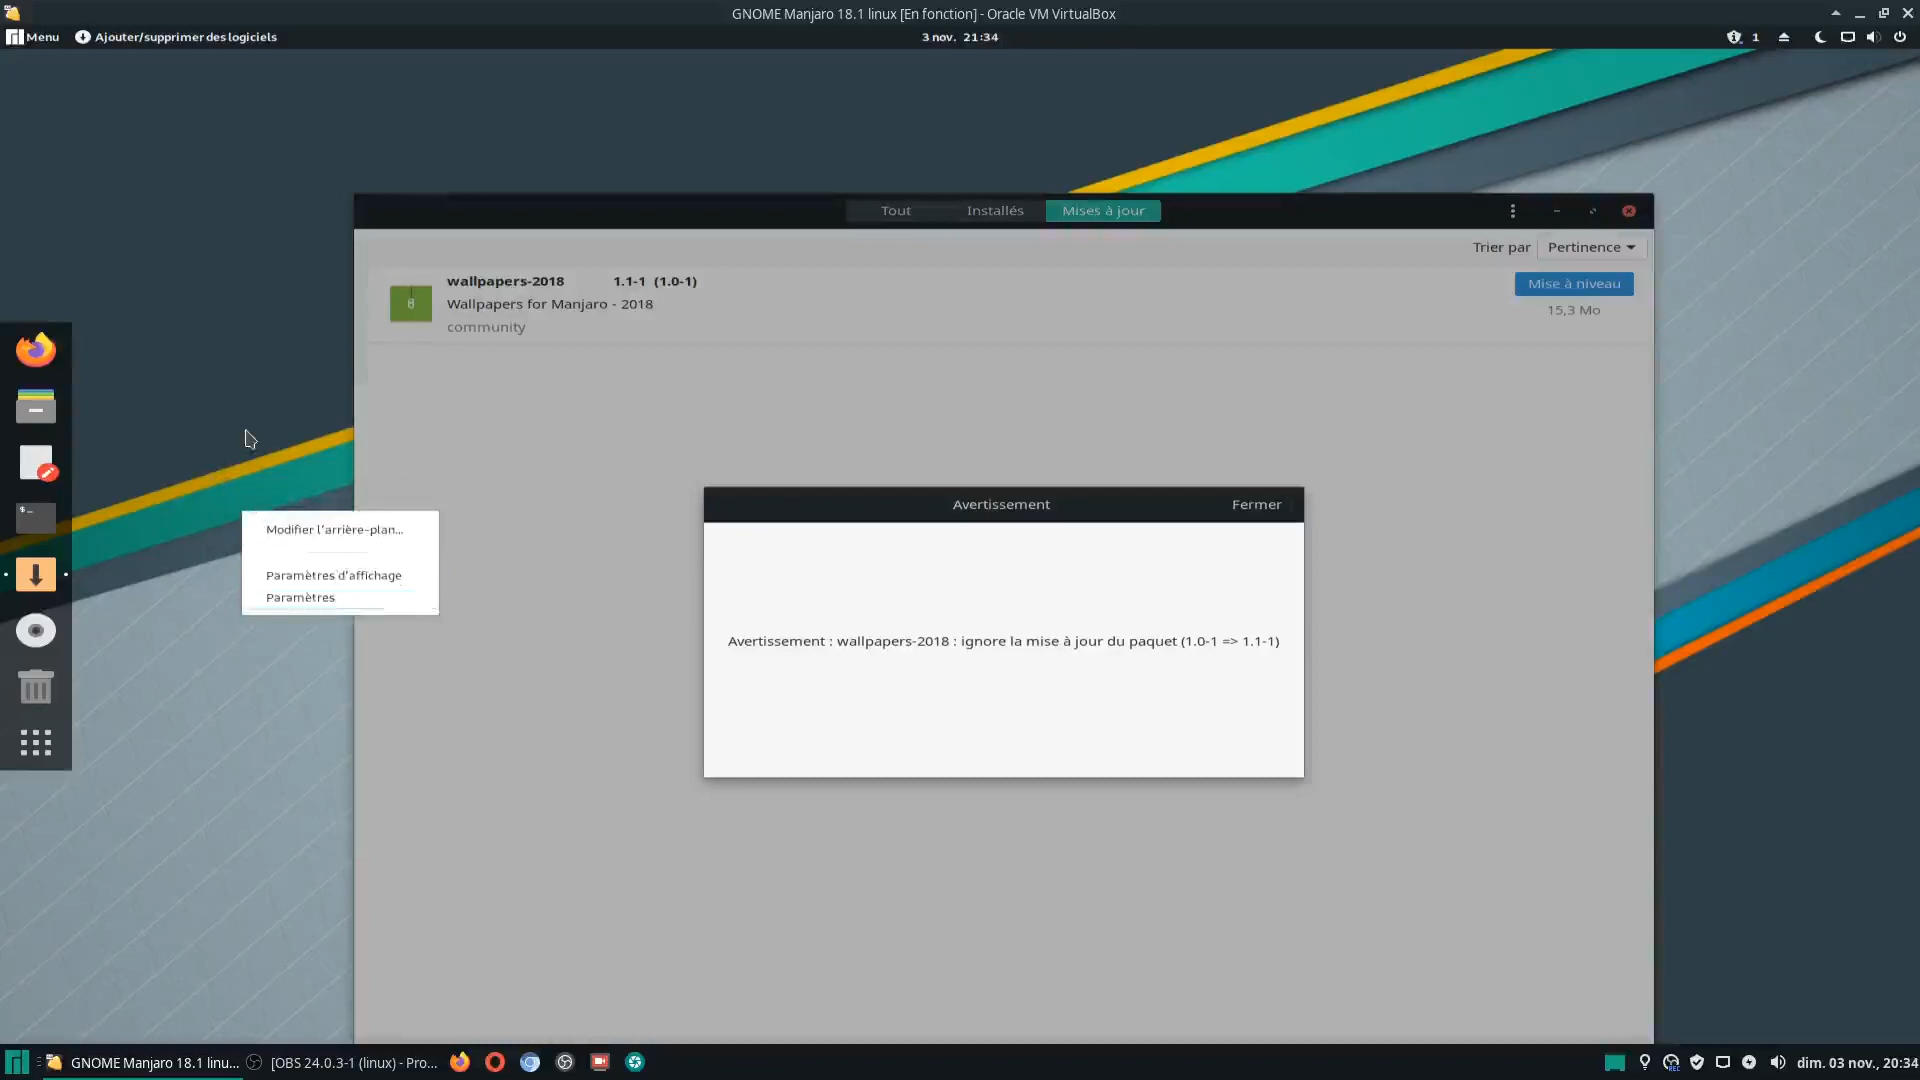 GNOME Manjaro 18.1 linux [En fonction] - Oracle VM VirtualBox
Menu
Ajouter/supprimer des logiciels
3 nov. 21:34
1
Tout
Installés
Mises à jour
Trier par
Pertinence
wallpapers-2018 1.1-1 (1.0-1)
Mise à niveau
Wallpapers for Manjaro - 2018
15,3 Mo
community
Avertissement
Fermer
Modifier l'arrière-plan...
Paramètres d'affichage
Paramètres
Avertissement : wallpapers-2018 : ignore la mise à jour du paquet (1.0-1 => 1.1-1)
GNOME Manjaro 18.1 linu...
[OBS 24.0.3-1 (linux) - Pro...
REC
dim. 03 nov., 20:34